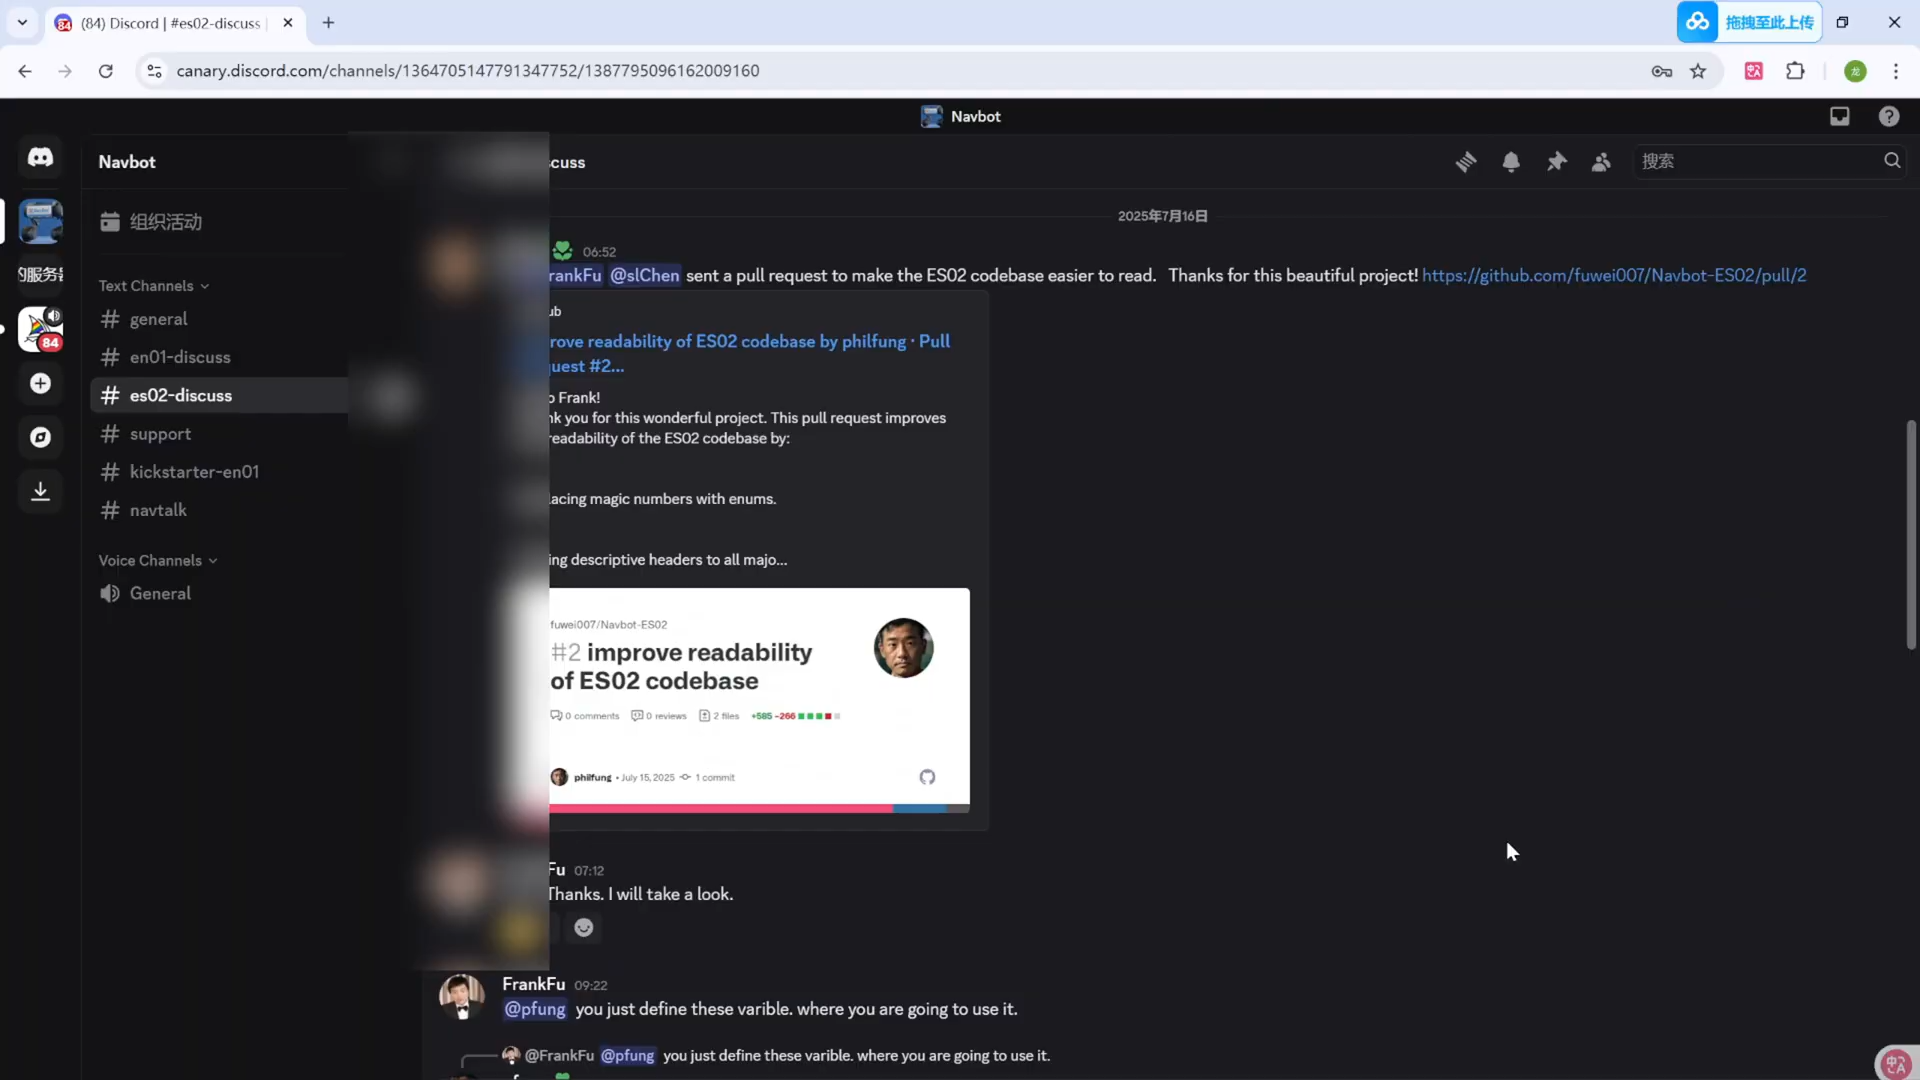 (84) Discord | #es02-discuss
拖拽至此上传
canary.discord.com/channels/1364705147791347752/1387795096162009160
龙
Navbot
Navbot
cuss
搜索
组织活动
2025年7月16日
06:52
rankFu @slChen sent a pull request to make the ES02 codebase easier to read. Thanks for this beautiful project! https://github.com/fuwei007/Navbot-ES02/pull/2
的服务器
Text Channels
general
84
en01-discuss
es02-discuss
support
kickstarter-en01
navtalk
Voice Channels
General
ub
rove readability of ES02 codebase by philfung · Pull
uest #2...
o Frank!
nk you for this wonderful project. This pull request improves
readability of the ES02 codebase by:
lacing magic numbers with enums.
ing descriptive headers to all majo...
fuwei007/Navbot-ES02
#2 improve readability
of ES02 codebase
0 comments 0 reviews 2 files +585 -266
philfung • July 15, 2025 1 commit
Fu 07:12
Thanks. I will take a look.
FrankFu 09:22
@pfung you just define these varible. where you are going to use it.
@FrankFu @pfung you just define these varible. where you are going to use it.